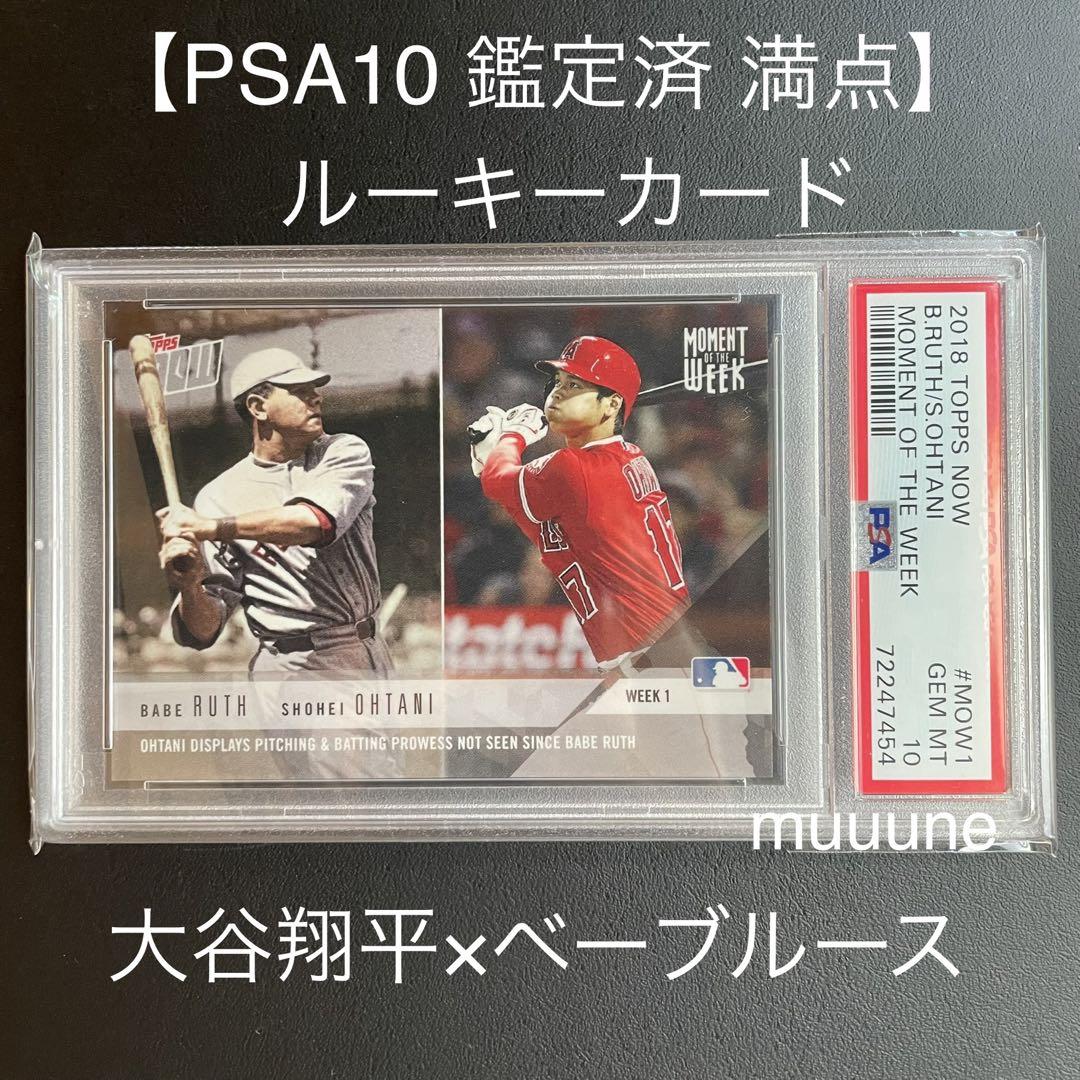 【PSA10 鑑定済 満点】
ルーキーカード
TOPPS
NOW
MOMENT
OF THE
WEEK
17
17
BABE RUTH SHOHEI OHTANI
WEEK 1
OHTANI DISPLAYS PITCHING & BATTING PROWESS NOT SEEN SINCE BABE RUTH
2018 TOPPS NOW #MOW1
B.RUTH/S.OHTANI GEM MT
MOMENT OF THE WEEK 10
PSA
72247454
muuune
大谷翔平×ベーブルース